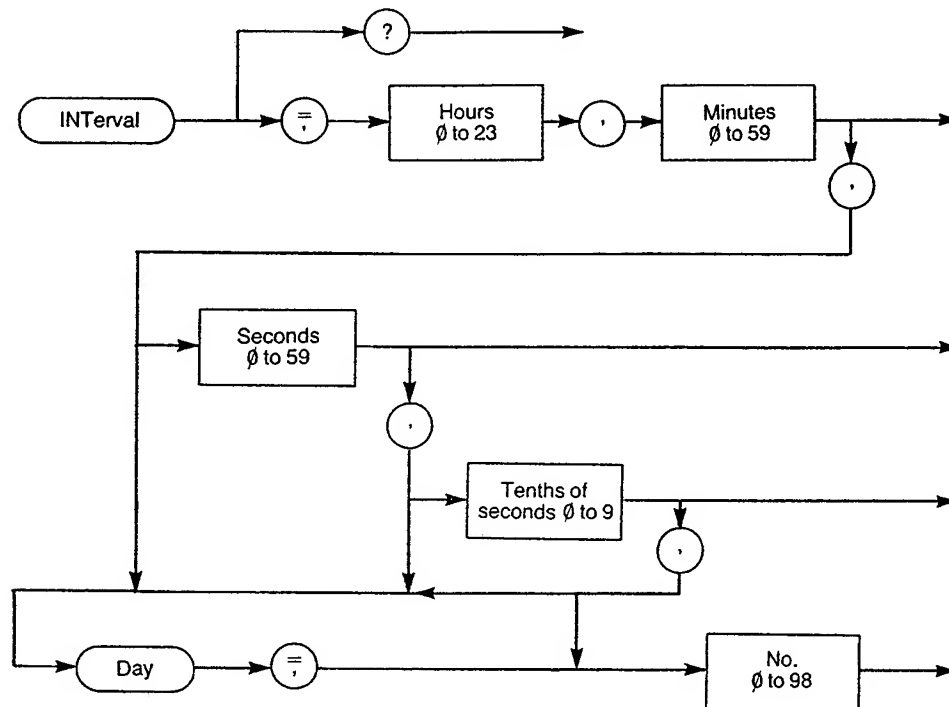 ?
INTerval
=,
Hours
Ø to 23
,
Minutes
Ø to 59
,
Seconds
Ø to 59
,
Tenths of
seconds Ø to 9
,
Day
=,
No.
Ø to 98